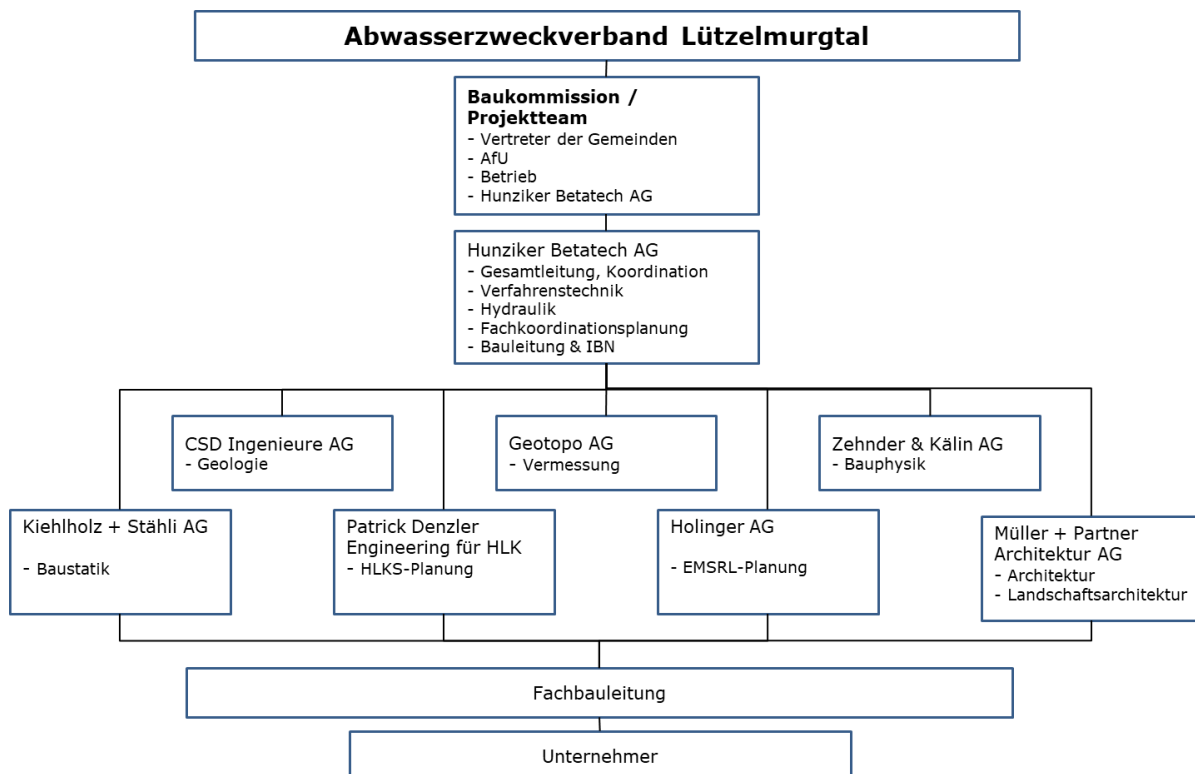 Abwasserzweckverband Lützelmurgtal
Baukommission /
Projektteam
- Vertreter der Gemeinden
- AfU
- Betrieb
- Hunziker Betatech AG
Hunziker Betatech AG
- Gesamtleitung, Koordination
- Verfahrenstechnik
- Hydraulik
- Fachkoordinationsplanung
- Bauleitung & IBN
CSD Ingenieure AG
- Geologie
Geotopo AG
- Vermessung
Zehnder & Kälin AG
- Bauphysik
Kiehlholz + Stähli AG
- Baustatik
Patrick Denzler
Engineering für HLK
- HLKS-Planung
Holinger AG
- EMSRL-Planung
Müller + Partner
Architektur AG
- Architektur
- Landschaftsarchitektur
Fachbauleitung
Unternehmer